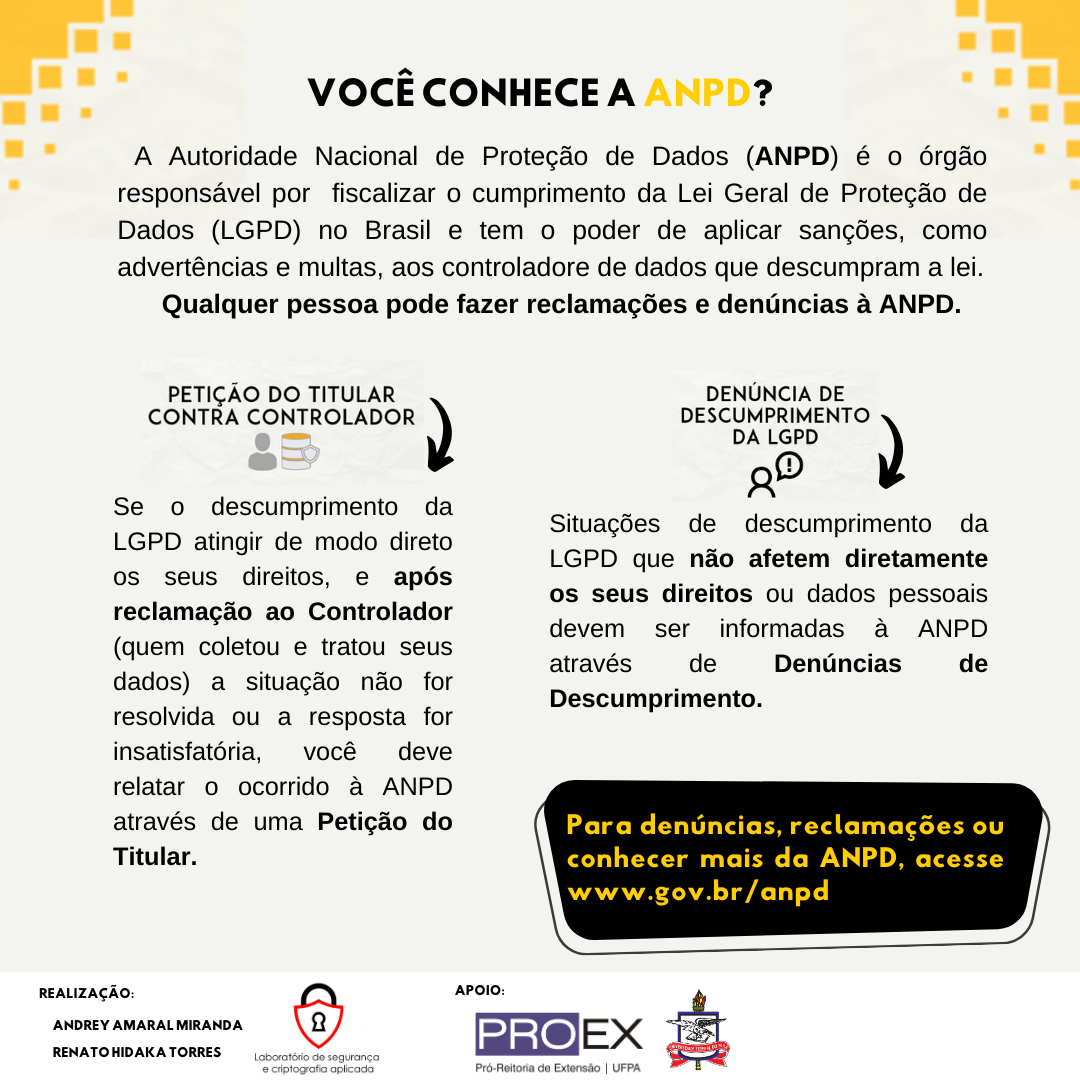 VOCÊ CONHECE A ANPD?
A Autoridade Nacional de Proteção de Dados (ANPD) é o órgão
responsável por fiscalizar o cumprimento da Lei Geral de Proteção de
Dados (LGPD) no Brasil e tem o poder de aplicar sanções, como
advertências e multas, aos controladore de dados que descumpram a lei.
Qualquer pessoa pode fazer reclamações e denúncias à ANPD.
PETIÇÃO DO TITULAR
CONTRA CONTROLADOR
Se o descumprimento da
LGPD atingir de modo direto
os seus direitos, e após
reclamação ao Controlador
(quem coletou e tratou seus
dados) a situação não for
resolvida ou a resposta for
insatisfatória, você deve
relatar o ocorrido à ANPD
através de uma Petição do
Titular.
DENÚNCIA DE
DESCUMPRIMENTO
DA LGPD
Situações de descumprimento da
LGPD que não afetem diretamente
os seus direitos ou dados pessoais
devem ser informadas à ANPD
através de Denúncias de
Descumprimento.
Para denúncias, reclamações ou
conhecer mais da ANPD, acesse
www.gov.br/anpd
REALIZAÇÃO:
ANDREY AMARAL MIRANDA
RENATO HIDAKA TORRES
Laboratório de segurança
e criptografia aplicada
APOIO:
PROEX
Pró-Reitoria de Extensão | UFPA